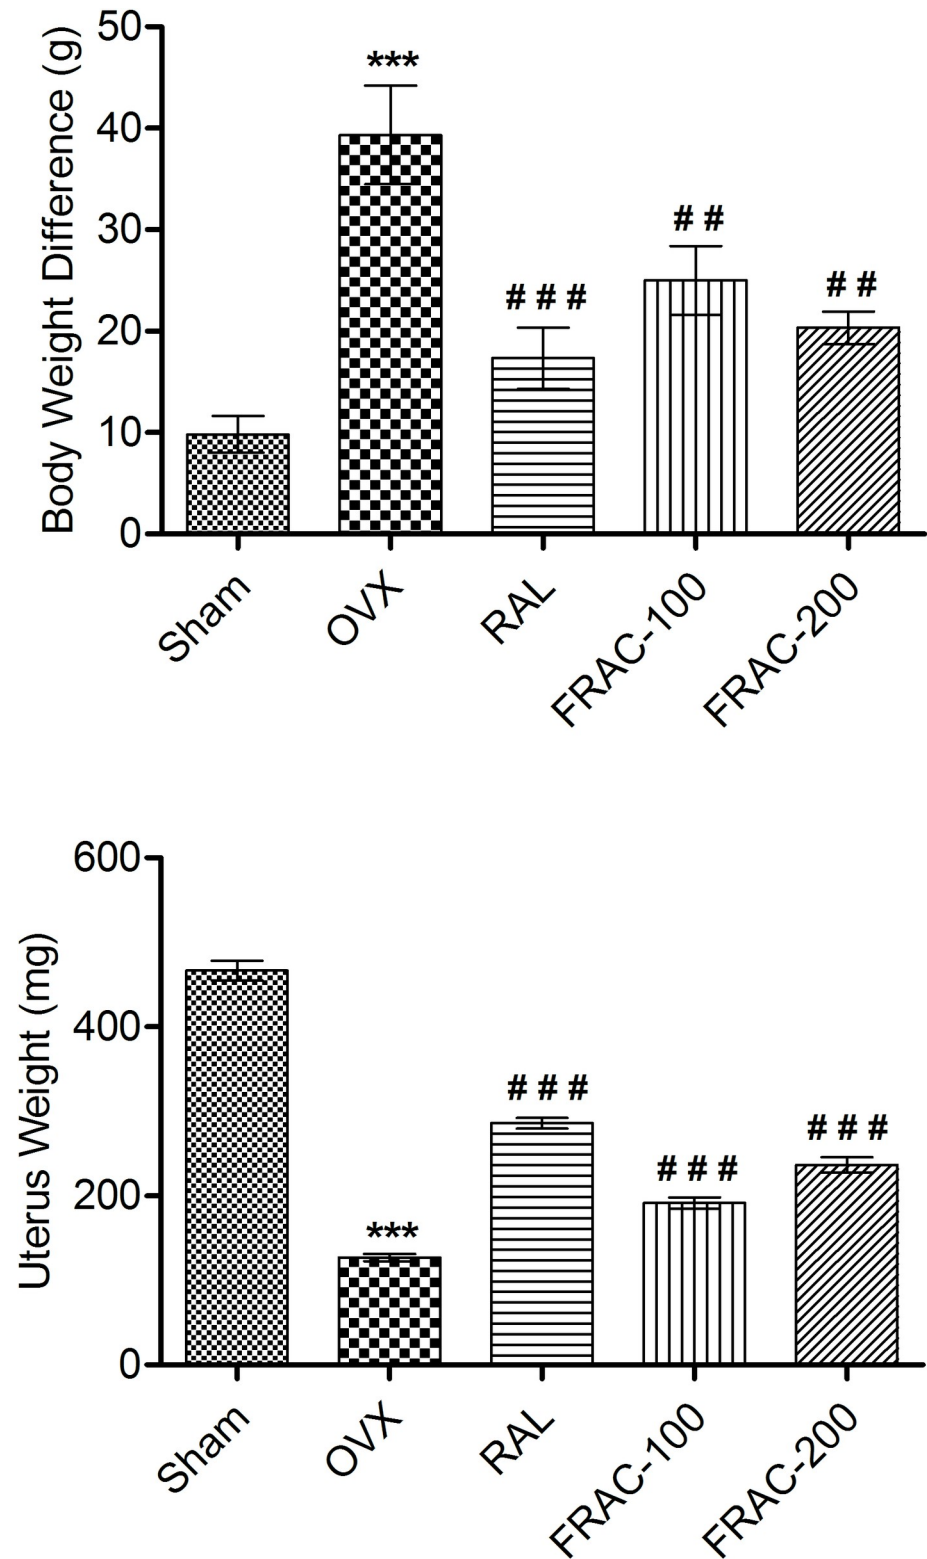 Body Weight Difference (g)
50
40
30
20
10
0
***
# # #
# #
# #
Sham
OVX
RAL
FRAC-100
FRAC-200
Uterus Weight (mg)
600
400
200
0
***
# # #
# # #
# # #
Sham
OVX
RAL
FRAC-100
FRAC-200